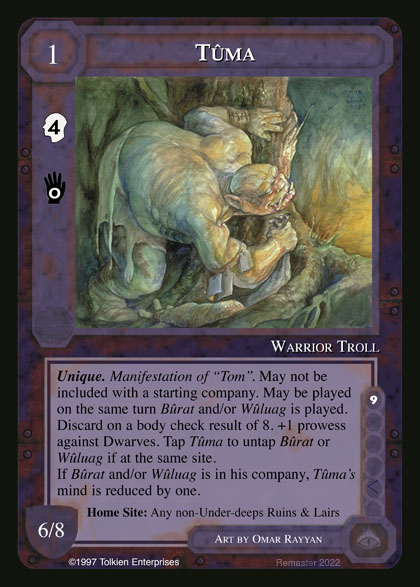 1
TÛMA
4
0
WARRIOR TROLL
Unique. Manifestation of “Tom”. May not be
included with a starting company. May be played
on the same turn Bûrat and/or Wûluag is played.
Discard on a body check result of 8. +1 prowess
against Dwarves. Tap Tûma to untap Bûrat or
Wûluag if at the same site.
If Bûrat and/or Wûluag is in his company, Tûma’s
mind is reduced by one.
9
Home Site: Any non-Under-deeps Ruins & Lairs
6/8
ART BY OMAR RAYYAN
©1997 Tolkien Enterprises
Remaster 2022